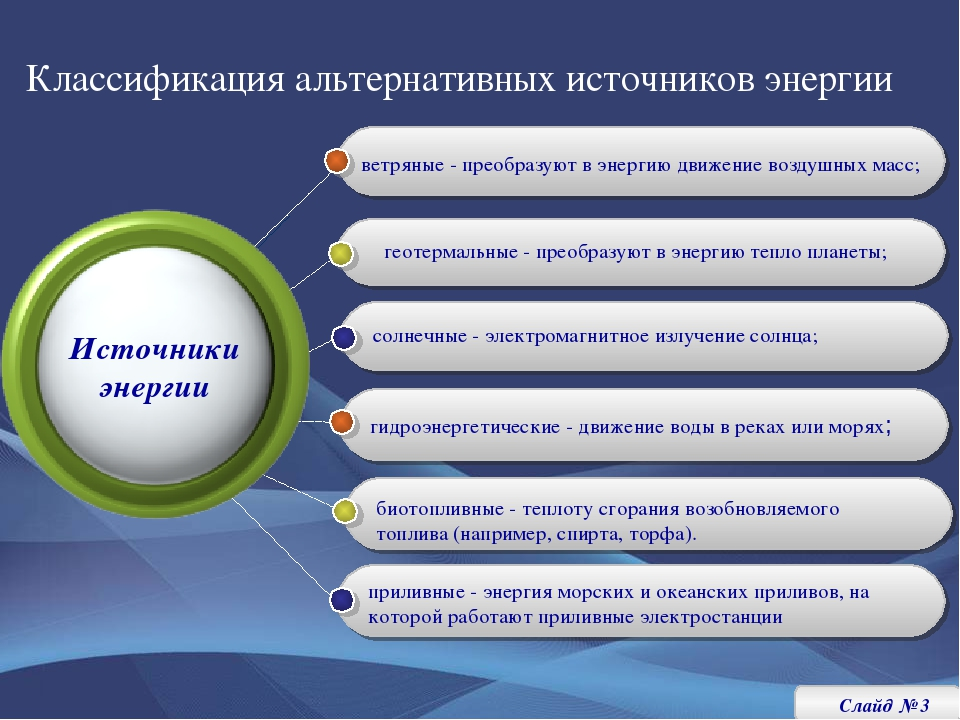 Классификация альтернативных источников энергии
ветряные - преобразуют в энергию движение воздушных масс;
геотермальные - преобразуют в энергию тепло планеты;
Источники
энергии
солнечные - электромагнитное излучение солнца;
гидроэнергетические - движение воды в реках или морях;
биотопливные - теплоту сгорания возобновляемого
топлива (например, спирта, торфа).
приливные - энергия морских и океанских приливов, на
которой работают приливные электростанции
Слайд №3